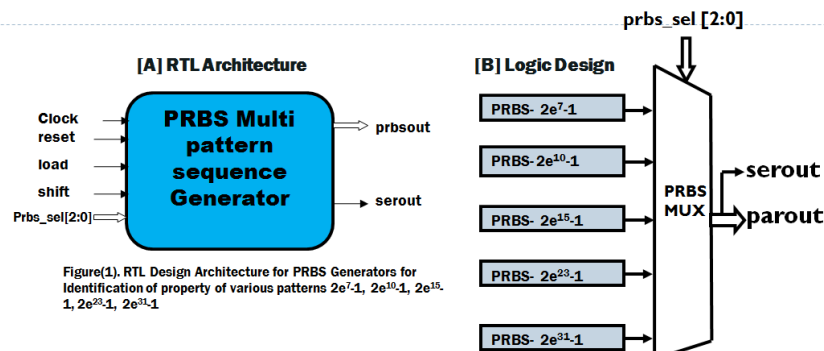 prbs_sel [2:0]
[A] RTL Architecture
Clock
reset
load
shift
Prbs_sel[2:0]
PRBS Multi
pattern
sequence
Generator
prbsout
serout
Figure(1). RTL Design Architecture for PRBS Generators for
Identification of property of various patterns 2e⁷-1, 2e¹⁰-1, 2e¹⁵-
1, 2e²³-1, 2e³¹-1
[B] Logic Design
PRBS- 2e⁷-1
PRBS- 2e¹⁰-1
PRBS- 2e¹⁵-1
PRBS- 2e²³-1
PRBS- 2e³¹-1
PRBS
MUX
serout
parout